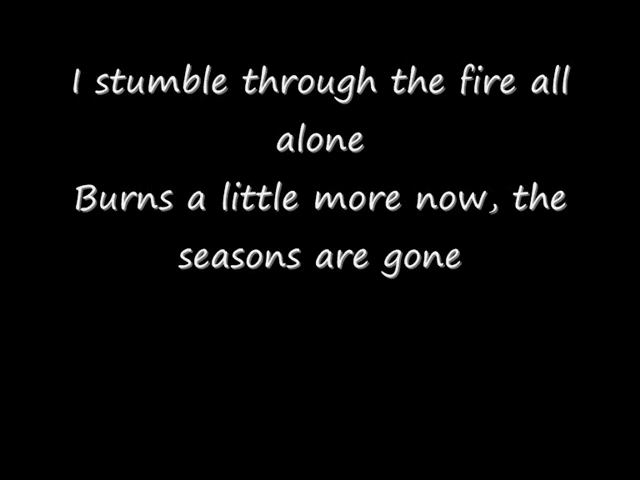 I stumble through the fire all
alone
Burns a little more now, the
seasons are gone